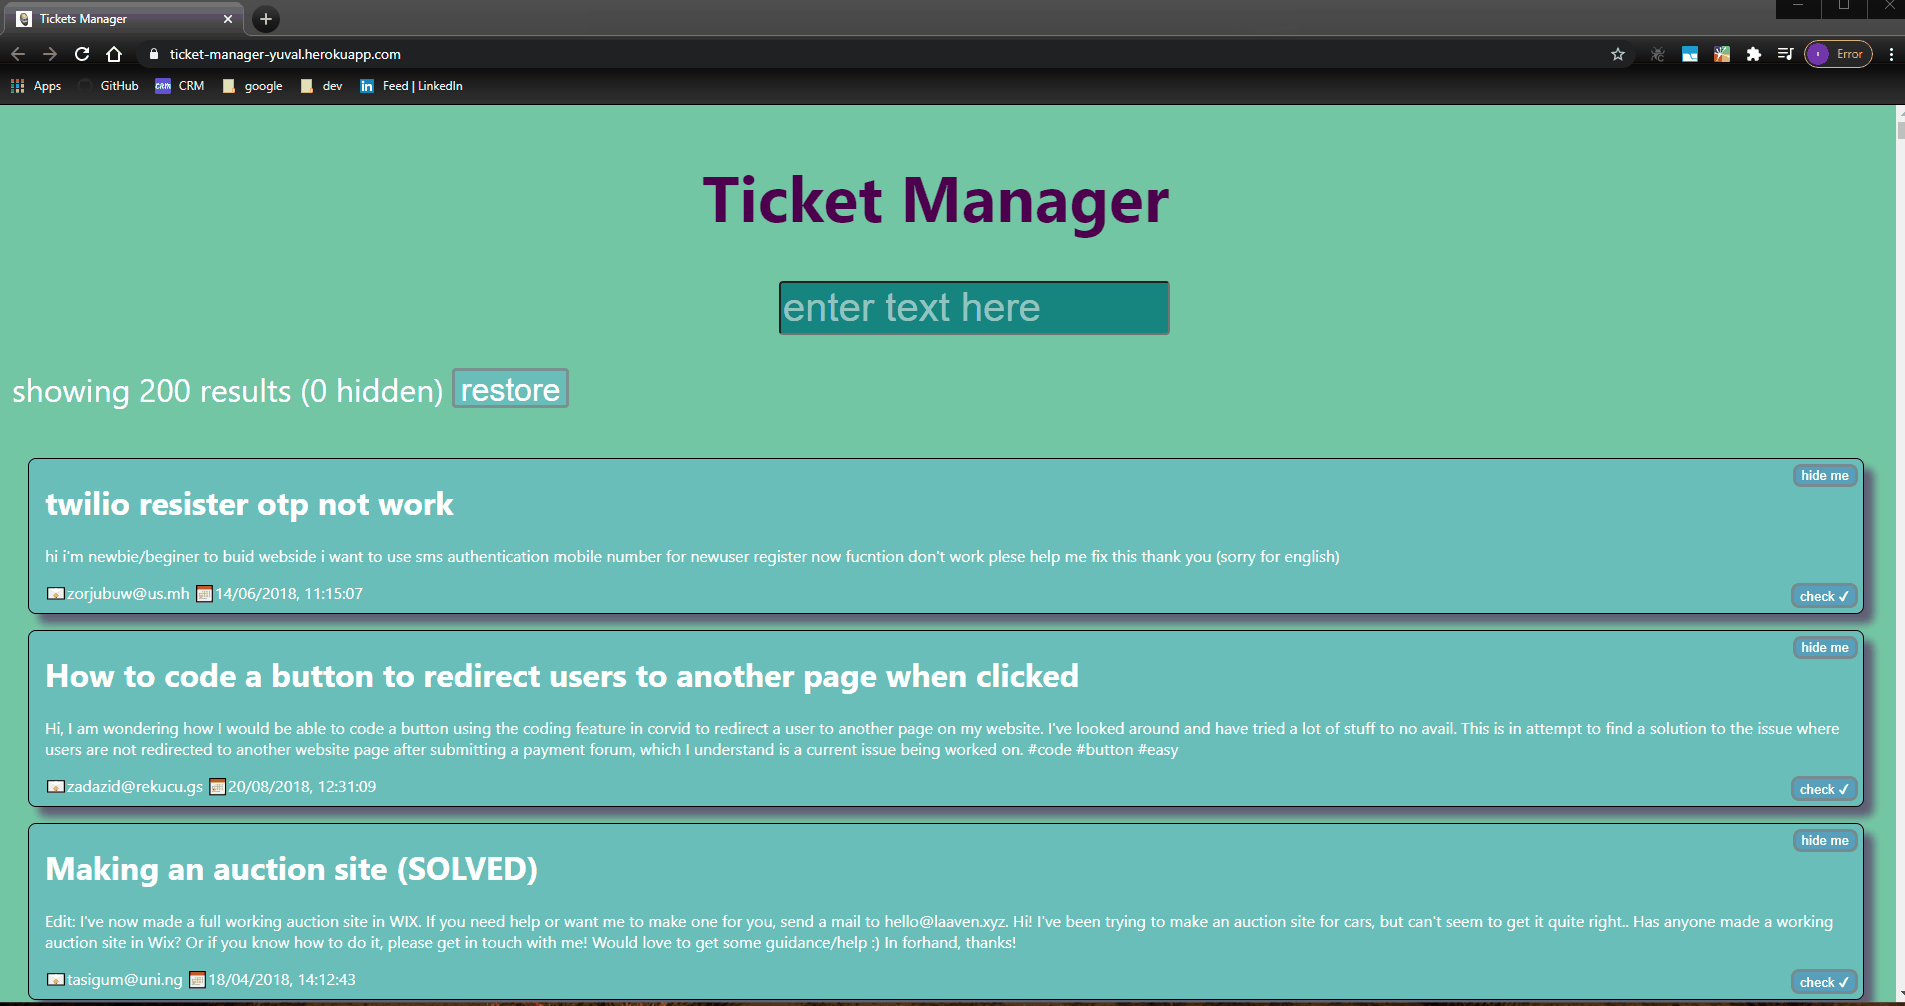 Tickets Manager
ticket-manager-yuval.herokuapp.com
Error
Apps GitHub CRM google dev Feed | LinkedIn
Ticket Manager
enter text here
showing 200 results (0 hidden) restore
hide me
twilio resister otp not work
hi i'm newbie/beginer to buid webside i want to use sms authentication mobile number for newuser register now fucntion don't work plese help me fix this thank you (sorry for english)
zorjubuw@us.mh 14/06/2018, 11:15:07
check ✓
hide me
How to code a button to redirect users to another page when clicked
Hi, I am wondering how I would be able to code a button using the coding feature in corvid to redirect a user to another page on my website. I've looked around and have tried a lot of stuff to no avail. This is in attempt to find a solution to the issue where
users are not redirected to another website page after submitting a payment forum, which I understand is a current issue being worked on. #code #button #easy
zadazid@rekucu.gs 20/08/2018, 12:31:09
check ✓
hide me
Making an auction site (SOLVED)
Edit: I've now made a full working auction site in WIX. If you need help or want me to make one for you, send a mail to hello@laaven.xyz. Hi! I've been trying to make an auction site for cars, but can't seem to get it quite right.. Has anyone made a working
auction site in Wix? Or if you know how to do it, please get in touch with me! Would love to get some guidance/help :) In forhand, thanks!
tasigum@uni.ng 18/04/2018, 14:12:43
check ✓